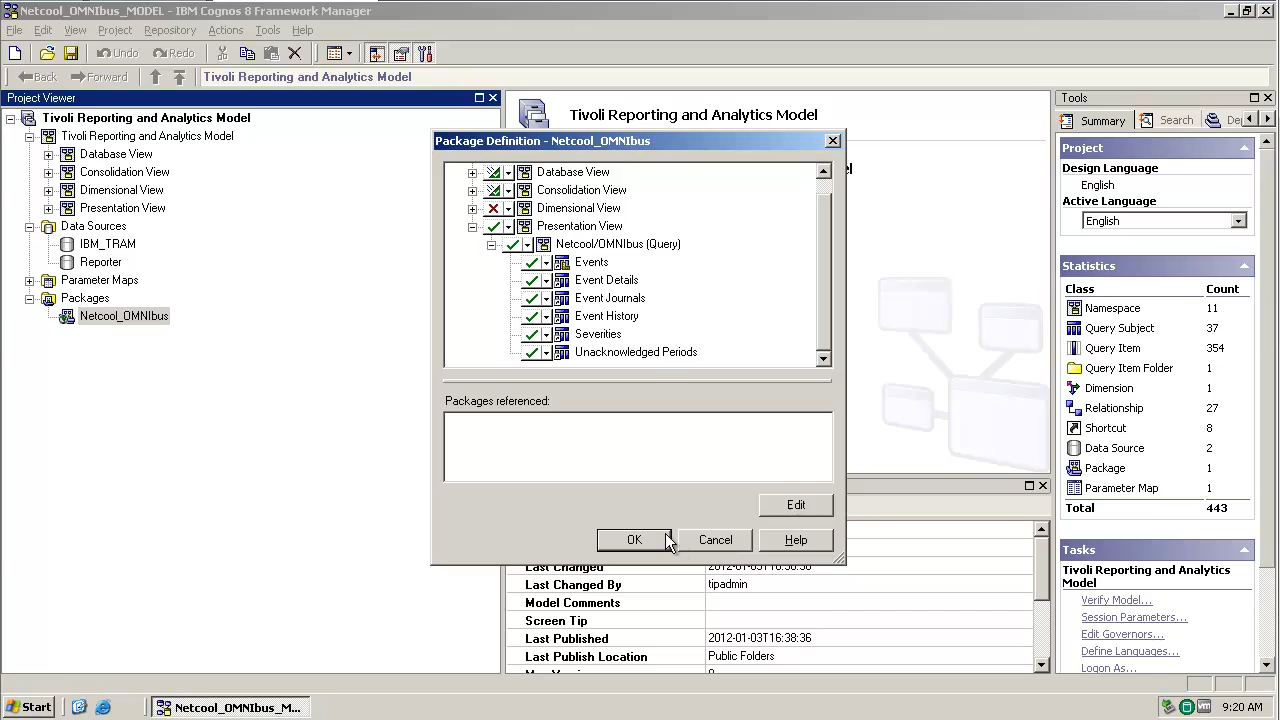 Netcool_OMNIbus_MODEL - IBM Cognos 8 Framework Manager
File Edit View Project Repository Actions Tools Help
Undo Redo
Back Forward Tivoli Reporting and Analytics Model
Project Viewer
Tivoli Reporting and Analytics Model
Tivoli Reporting and Analytics Model
Database View
Consolidation View
Dimensional View
Presentation View
Data Sources
IBM_TRAM
Reporter
Parameter Maps
Packages
Netcool_OMNIbus
Tivoli Reporting and Analytics Model
Package Definition - Netcool_OMNIbus
Database View
Consolidation View
Dimensional View
Presentation View
Netcool/OMNIbus (Query)
Events
Event Details
Event Journals
Event History
Severities
Unacknowledged Periods
Packages referenced:
Edit
OK Cancel Help
Last Changed
Last Changed By tipadmin
Model Comments
Screen Tip
Last Published 2012-01-03T16:38:36
Last Publish Location Public Folders
Tools
Summary Search
Project
Design Language
English
Active Language
English
Statistics
Class Count
Namespace 11
Query Subject 37
Query Item 354
Query Item Folder 1
Dimension 1
Relationship 27
Shortcut 8
Data Source 2
Package 1
Parameter Map 1
Total 443
Tasks
Tivoli Reporting and Analytics
Model
Verify Model...
Session Parameters...
Edit Governors...
Define Languages...
Logon As...
Start Netcool_OMNIbus_M... 9:20 AM